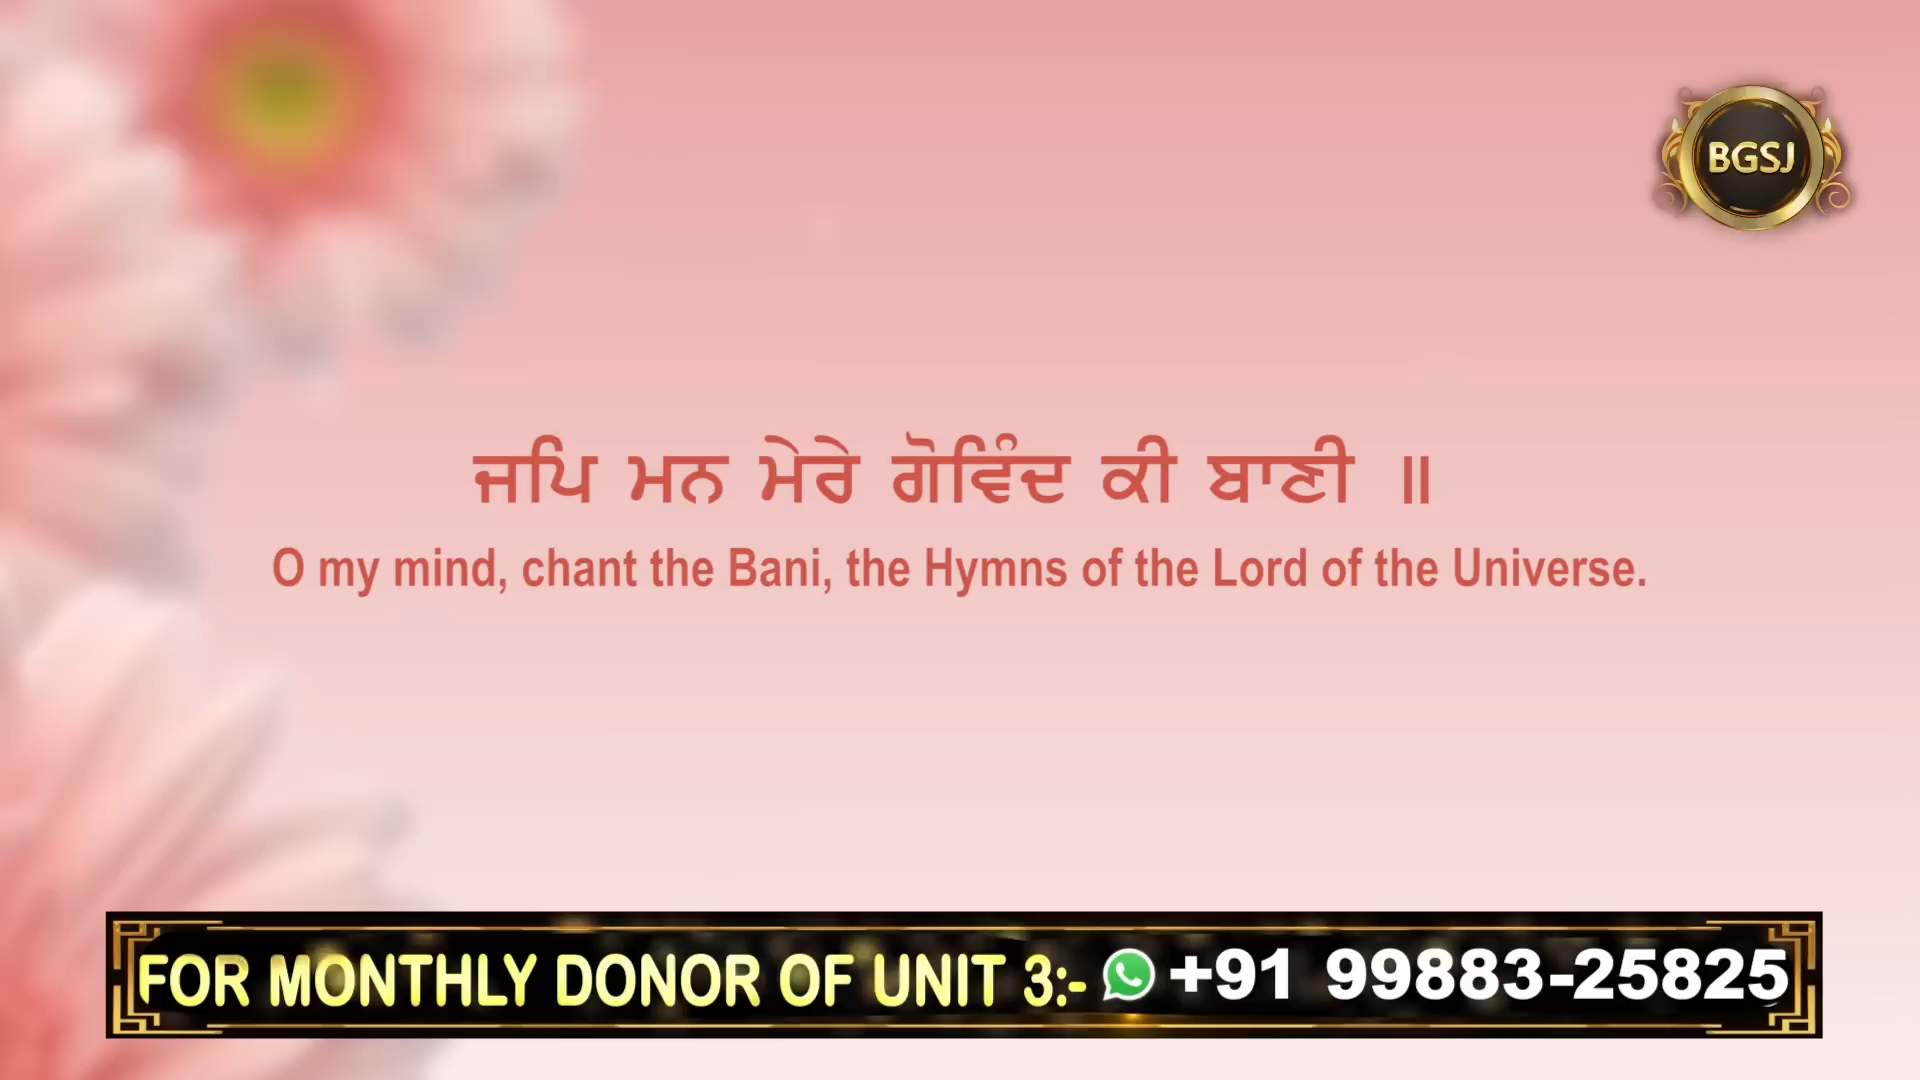 BGSJ
ਜਪਿ ਮਨ ਮੇਰੇ ਗੋਵਿੰਦ ਕੀ ਬਾਣੀ ॥
O my mind, chant the Bani, the Hymns of the Lord of the Universe.
FOR MONTHLY DONOR OF UNIT 3:- +91 99883-25825